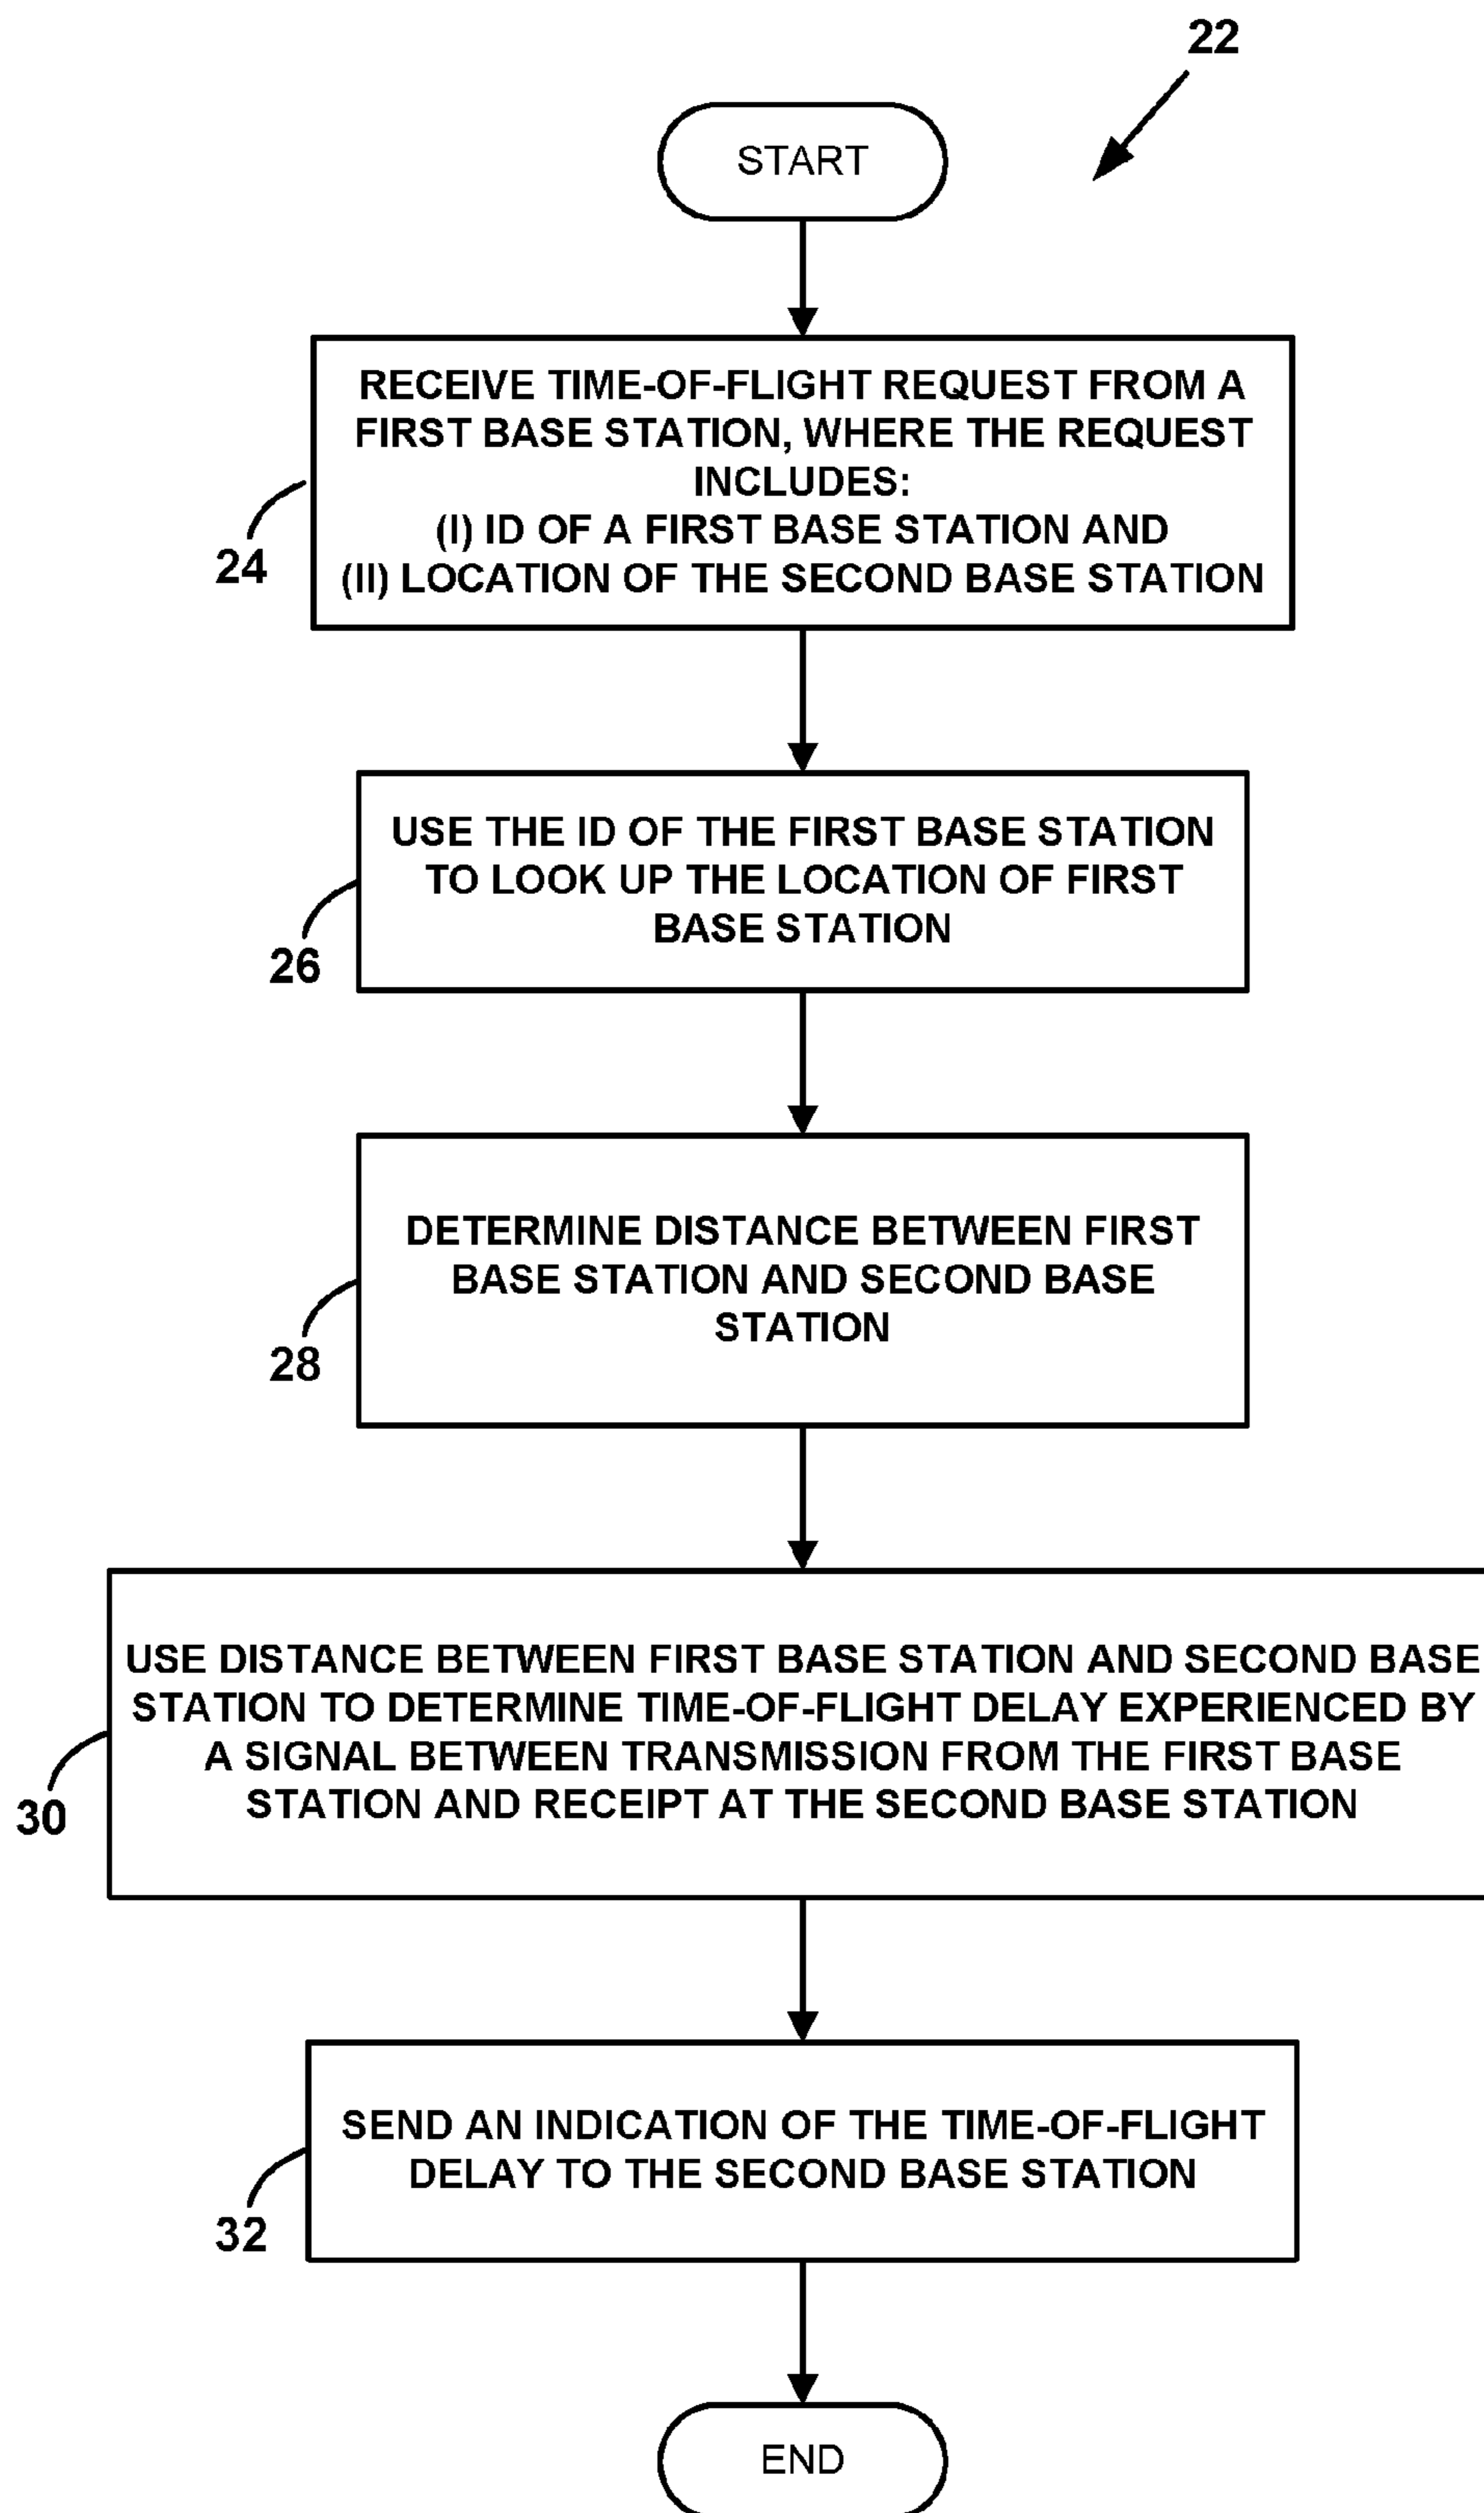 22
START
RECEIVE TIME-OF-FLIGHT REQUEST FROM A
FIRST BASE STATION, WHERE THE REQUEST
INCLUDES:
(I) ID OF A FIRST BASE STATION AND
(II) LOCATION OF THE SECOND BASE STATION
24
USE THE ID OF THE FIRST BASE STATION
TO LOOK UP THE LOCATION OF FIRST
BASE STATION
26
DETERMINE DISTANCE BETWEEN FIRST
BASE STATION AND SECOND BASE
STATION
28
USE DISTANCE BETWEEN FIRST BASE STATION AND SECOND BASE
STATION TO DETERMINE TIME-OF-FLIGHT DELAY EXPERIENCED BY
A SIGNAL BETWEEN TRANSMISSION FROM THE FIRST BASE
STATION AND RECEIPT AT THE SECOND BASE STATION
30
SEND AN INDICATION OF THE TIME-OF-FLIGHT
DELAY TO THE SECOND BASE STATION
32
END